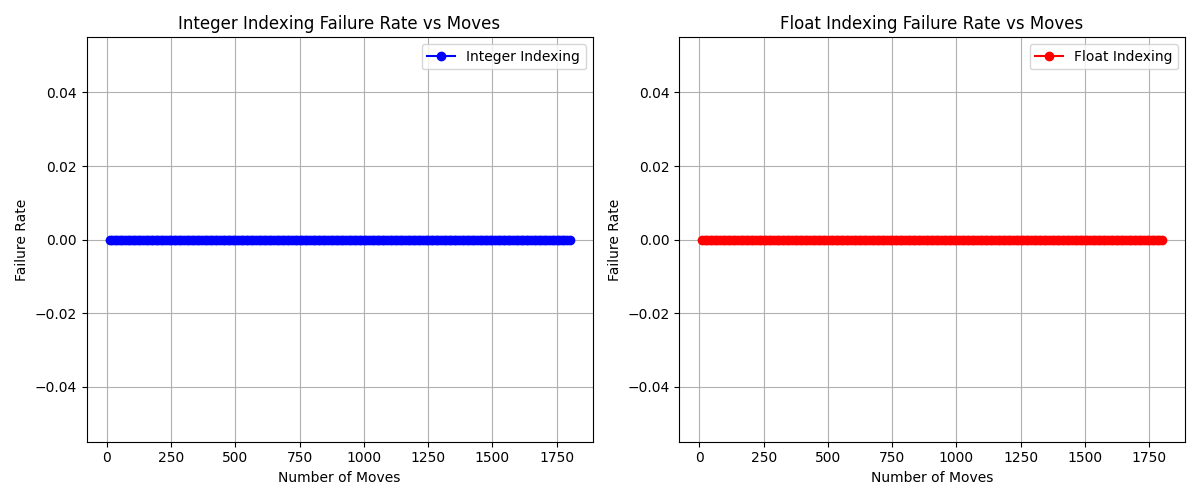 Integer Indexing Failure Rate vs Moves
Integer Indexing
0.04
0.02
0.00
−0.02
−0.04
Failure Rate
0 250 500 750 1000 1250 1500 1750
Number of Moves
Float Indexing Failure Rate vs Moves
Float Indexing
0.04
0.02
0.00
−0.02
−0.04
Failure Rate
0 250 500 750 1000 1250 1500 1750
Number of Moves